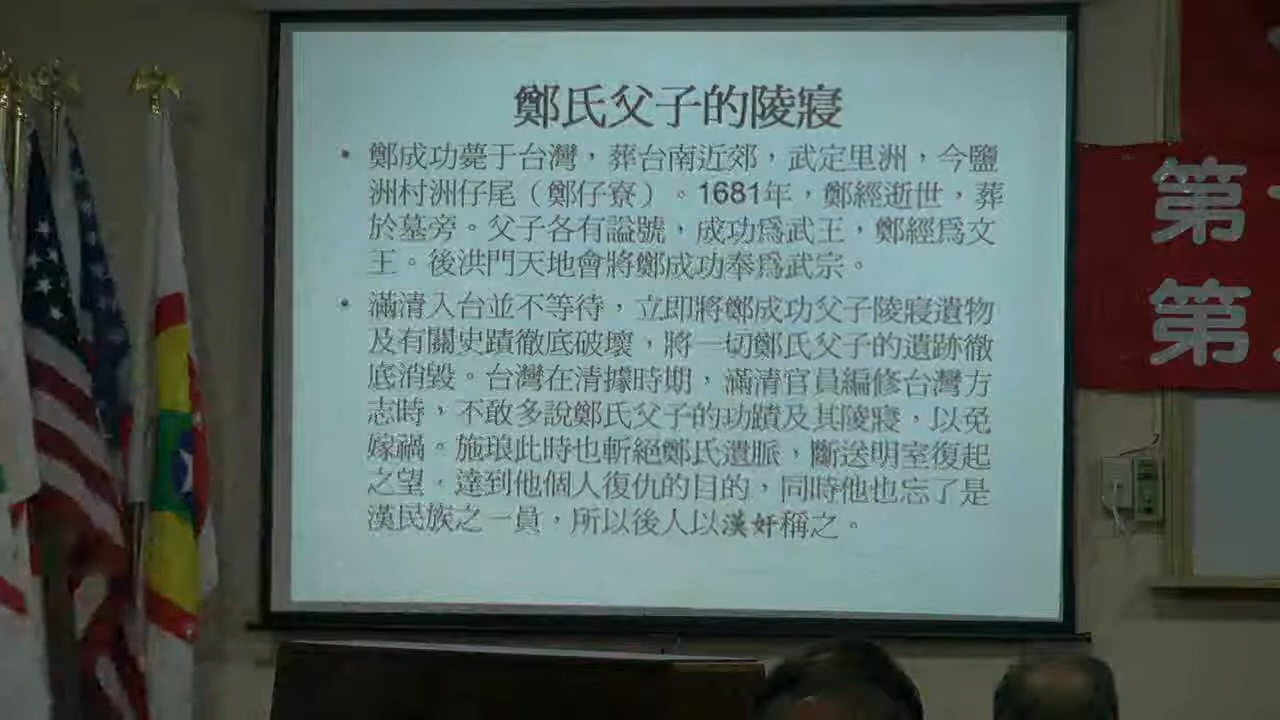 鄭氏父子的陵寢
• 鄭成功薨于台灣，葬台南近郊，武定里洲，今鹽
洲村洲仔尾（鄭仔寮）。1681年，鄭經逝世，葬
於墓旁。父子各有謚號，成功為武王，鄭經為文
王。後洪門天地會將鄭成功奉為武宗。
• 滿清入台並不等待，立即將鄭成功父子陵寢遺物
及有關史蹟徹底破壞，將一切鄭氏父子的遺跡徹
底消毀。台灣在清據時期，滿清官員編修台灣方
志時，不敢多說鄭氏父子的功蹟及其陵寢，以免
嫁禍。施琅此時也斬絕鄭氏遺脈，斷送明室復起
之望，達到他個人復仇的目的，同時他也忘了是
漢民族之一員，所以後人以漢奸稱之。
第
第